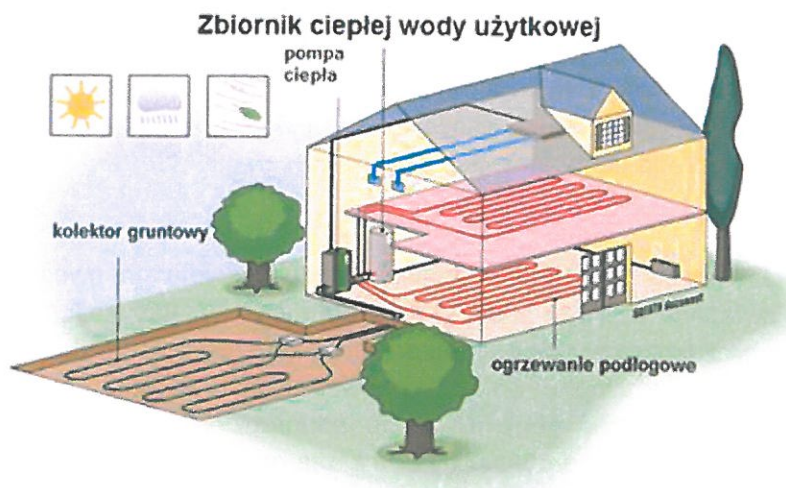 Zbiornik ciepłej wody użytkowej
pompa
ciepła
kolektor gruntowy
ogrzewanie podłogowe